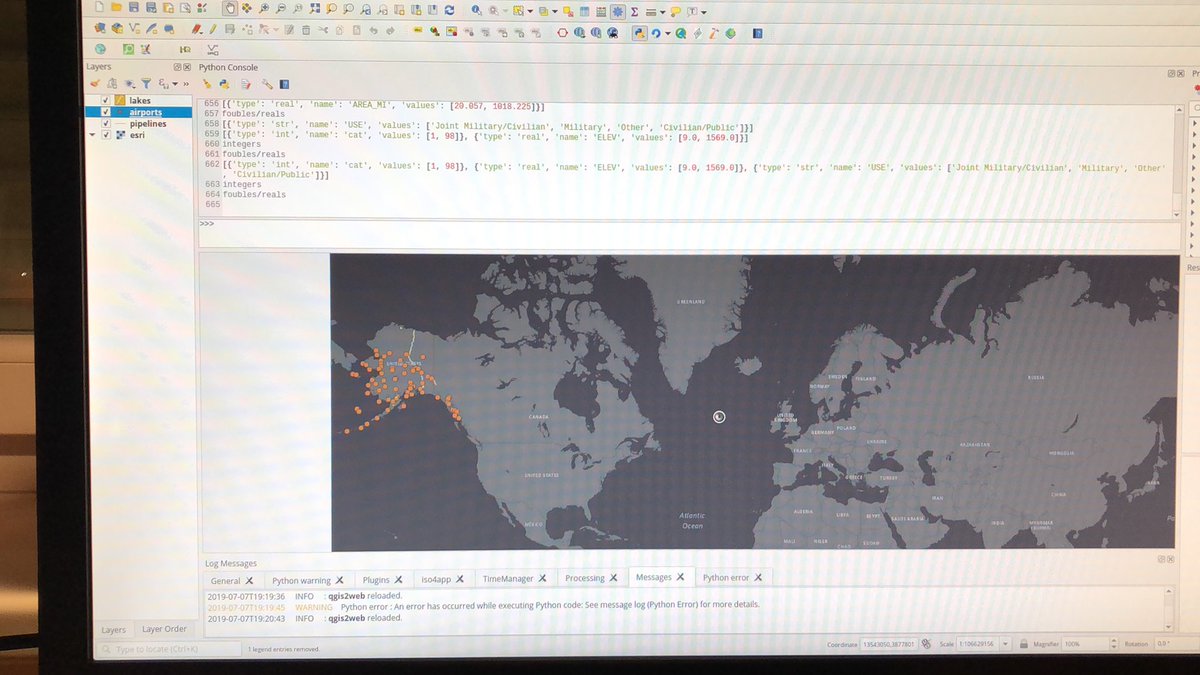 Layers
Python Console
lakes
airports
pipelines
esri
656 [{'type': 'real', 'name': 'AREA_MI', 'values': [20.057, 1018.225]}]
657 foubles/reals
658 [{'type': 'str', 'name': 'USE', 'values': ['Joint Military/Civilian', 'Military', 'Other', 'Civilian/Public']}]
659 [{'type': 'int', 'name': 'cat', 'values': [1, 98]}, {'type': 'real', 'name': 'ELEV', 'values': [9.0, 1569.0]}]
660 integers
661 foubles/reals
662 [{'type': 'int', 'name': 'cat', 'values': [1, 98]}, {'type': 'real', 'name': 'ELEV', 'values': [9.0, 1569.0]}, {'type': 'str', 'name': 'USE', 'values': ['Joint Military/Civilian', 'Military', 'Other'
, 'Civilian/Public']}]
663 integers
664 foubles/reals
665
>>>
GREENLAND
RUSSIA
SWEDEN
FINLAND
NORWAY
UNITED STATES
CANADA
UNITED
KINGDOM
POLAND
GERMANY
UKRAINE
FRANCE
KAZAKHSTAN
MONGOLIA
ITALY
GREECE
TURKEY
UNITED STATES
IRAN
CHINA
JAPAN
Atlantic
Ocean
ALGERIA
LIBYA
EGYPT
SAUDI ARABIA
INDIA
MYANMAR
(BURMA)
MEXICO
MALI
NIGER
CHAD
SUDAN
Log Messages
General
Python warning
Plugins
iso4app
TimeManager
Processing
Messages
Python error
2019-07-07T19:19:36 INFO : qgis2web reloaded.
2019-07-07T19:19:45 WARNING Python error : An error has occurred while executing Python code: See message log (Python Error) for more details.
2019-07-07T19:20:43 INFO : qgis2web reloaded.
Layers
Layer Order
Type to locate (Ctrl+K)
1 legend entries removed.
Coordinate 13543050,3877801
Scale 1:106629156
Magnifier 100%
Rotation 0,0 °